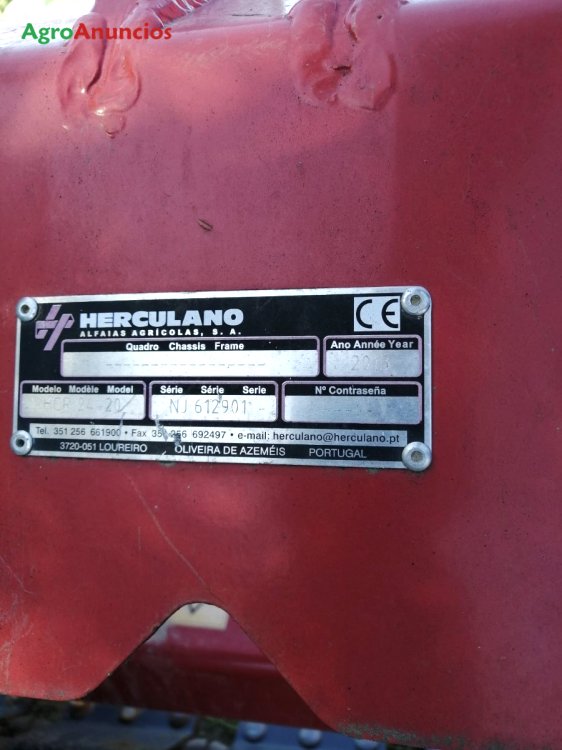 AgroAnuncios
HERCULANO
ALFAIAS AGRÍCOLAS, S. A.
CE
Quadro Chassis Frame
Ano Année Year
Modelo Modèle Model
Série Série Serie
Nº Contraseña
20
NJ 612901
Tel. 351 256 661900 • Fax 351 256 692497 • e-mail: herculano@herculano.pt
3720-051 LOUREIRO OLIVEIRA DE AZEMÉIS PORTUGAL